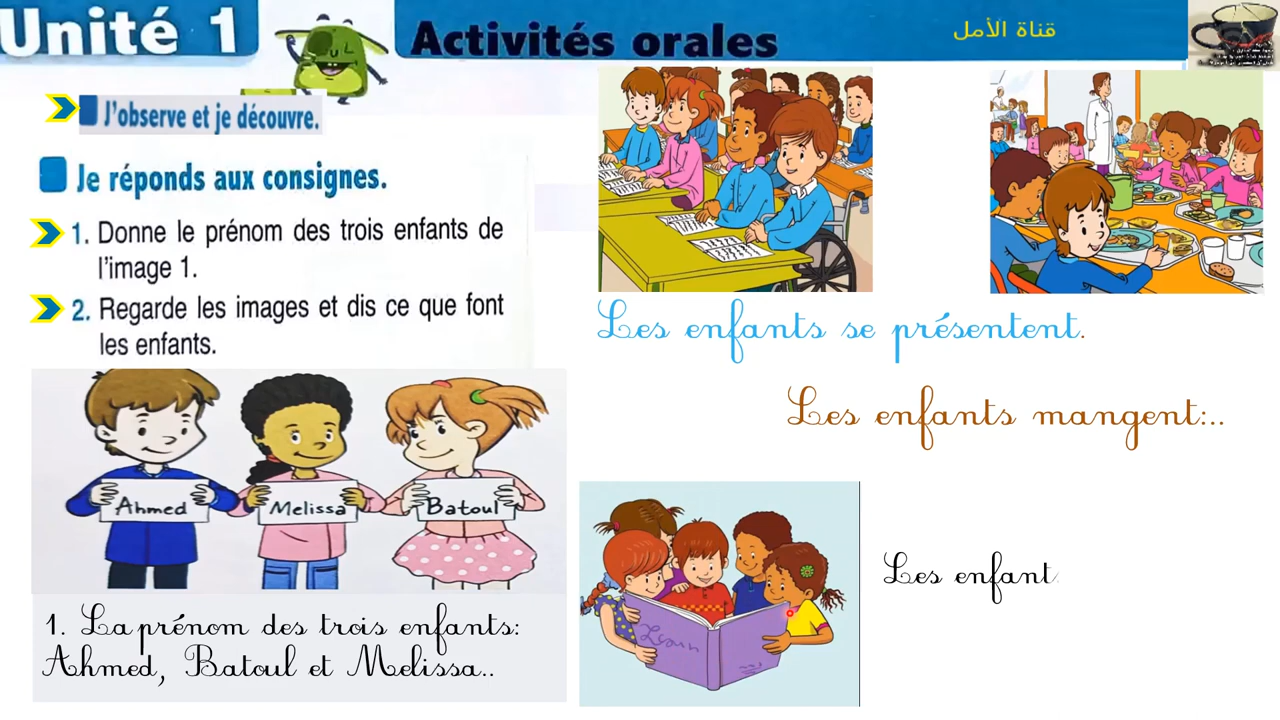 Unité 1
Activités orales
قناة الأمل
J'observe et je découvre.
Je réponds aux consignes.
1. Donne le prénom des trois enfants de
l'image 1.
2. Regarde les images et dis ce que font
les enfants.
Ahmed
Melissa
Batoul
1. La prénom des trois enfants:
Ahmed, Batoul et Melissa..
Les enfants se présentent.
Les enfants mangent:..
Learn
Les enfant